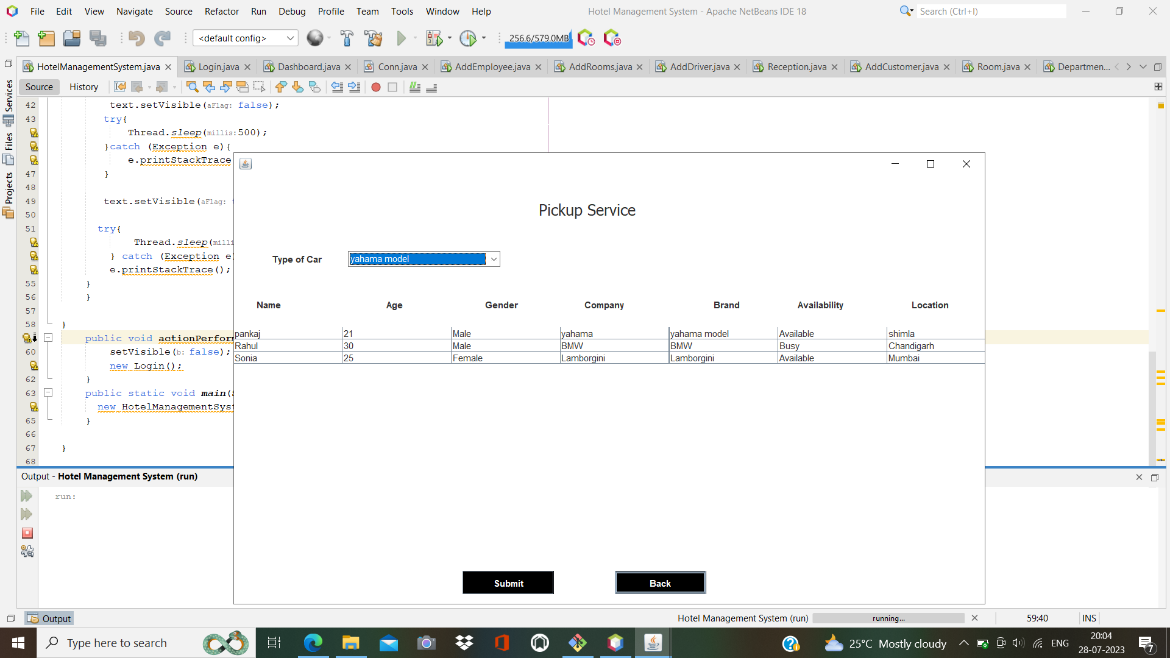 File Edit View Navigate Source Refactor Run Debug Profile Team Tools Window Help
Hotel Management System - Apache NetBeans IDE 18
Search (Ctrl+I)
<default config>
256.6/579.0MB
HotelManagementSystem.java Login.java Dashboard.java Conn.java AddEmployee.java AddRooms.java AddDriver.java Reception.java AddCustomer.java Room.java Departmen...
Source History
Services
Files
Projects
42 text.setVisible(aFlag: false);
43 try{
Thread.sleep(millis: 500);
}catch (Exception e){
e.printStackTrace
47 }
48
49 text.setVisible(aFlag:
50
51 try{
Thread.sleep(milli
} catch (Exception e
e.printStackTrace();
55 }
56 }
57
58 }
public void actionPerfor
60 setVisible(b: false);
new Login();
62 }
63 public static void main(
new HotelManagementSyst
65 }
66
67 }
68
Pickup Service
Type of Car yahama model
Name Age Gender Company Brand Availability Location
pankaj 21 Male yahama yahama model Available shimla
Rahul 30 Male BMW BMW Busy Chandigarh
Sonia 25 Female Lamborgini Lamborgini Available Mumbai
Submit Back
Output - Hotel Management System (run)
run:
Output
Hotel Management System (run) running... 59:40 INS
Type here to search
25°C Mostly cloudy
ENG
20:04
28-07-2023
7